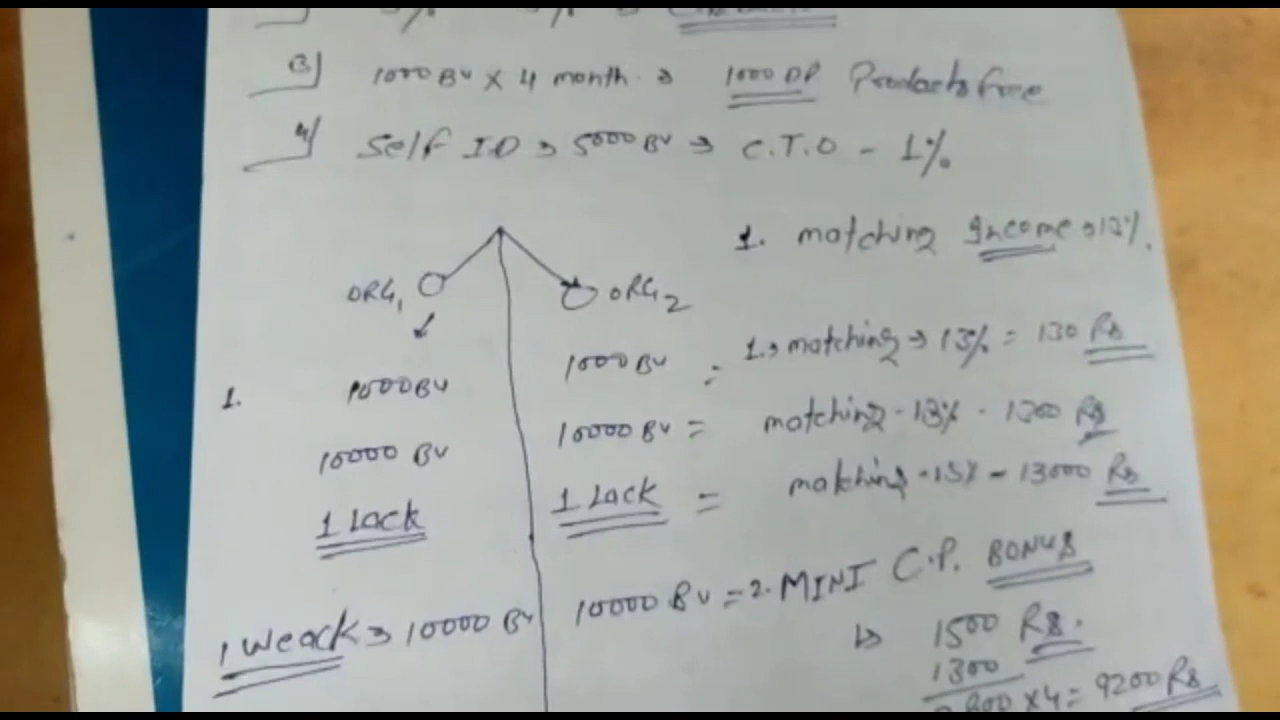 3) 1000 BV × 4 month → 1000 DP Products free
4) Self ID → 5000 BV → C.T.O - 1%
1. matching Income → 13%.
ORG1 ORG2
1. 1000 BV 1000 BV = 1. → matching → 13% = 130 Rs
10000 BV 10000 BV = matching - 13% - 1300 Rs
1 Lack 1 Lack = matching - 13% - 13000 Rs
1 Weack → 10000 BV 10000 BV = 2. MINI C.P. BONUS
↳ 1500 Rs.
1300
2800 × 4 = 9200 Rs